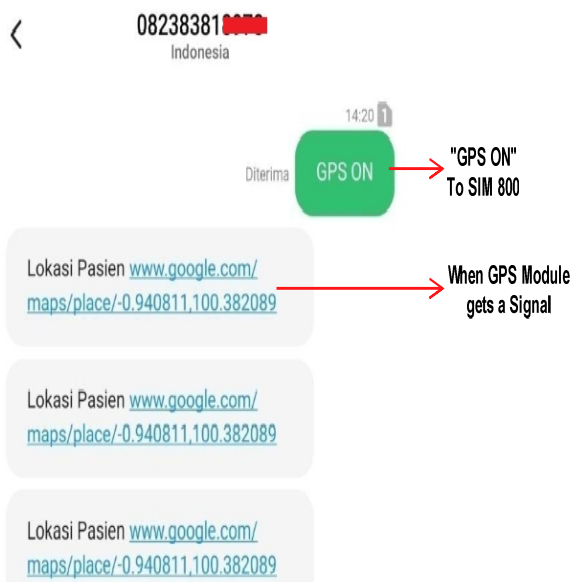 08238381
Indonesia
14:20 1
Diterima
GPS ON
"GPS ON"
To SIM 800
Lokasi Pasien www.google.com/
maps/place/-0.940811,100.382089
When GPS Module
gets a Signal
Lokasi Pasien www.google.com/
maps/place/-0.940811,100.382089
Lokasi Pasien www.google.com/
maps/place/-0.940811,100.382089